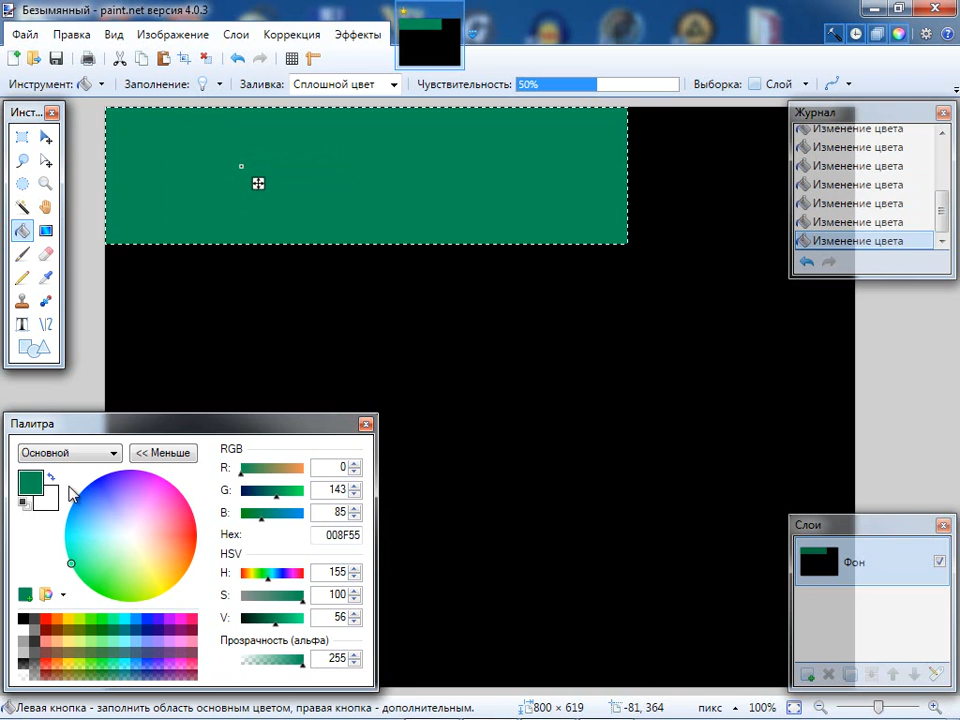 Безымянный - paint.net версия 4.0.3
Файл Правка Вид Изображение Слои Коррекция Эффекты
Инструмент: Заполнение: Заливка: Сплошной цвет Чувствительность: 50% Выборка: Слой
Инст...
Журнал
Изменение цвета
Изменение цвета
Изменение цвета
Изменение цвета
Изменение цвета
Изменение цвета
Изменение цвета
Палитра
Основной << Меньше
RGB
R: 0
G: 143
B: 85
Hex: 008F55
HSV
H: 155
S: 100
V: 56
Прозрачность (альфа)
255
Слои
Фон
Левая кнопка - заполнить область основным цветом, правая кнопка - дополнительным. 800 × 619 -81, 364 пикс 100%